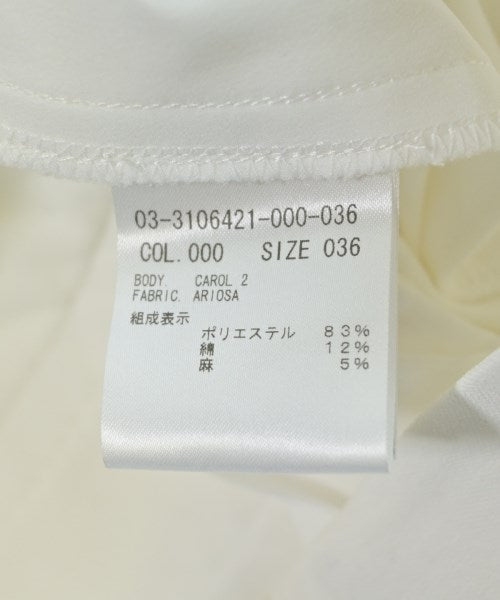 03-3106421-000-036
COL. 000 SIZE 036
BODY. CAROL 2
FABRIC. ARIOSA
組成表示
ポリエステル 83%
綿 12%
麻 5%